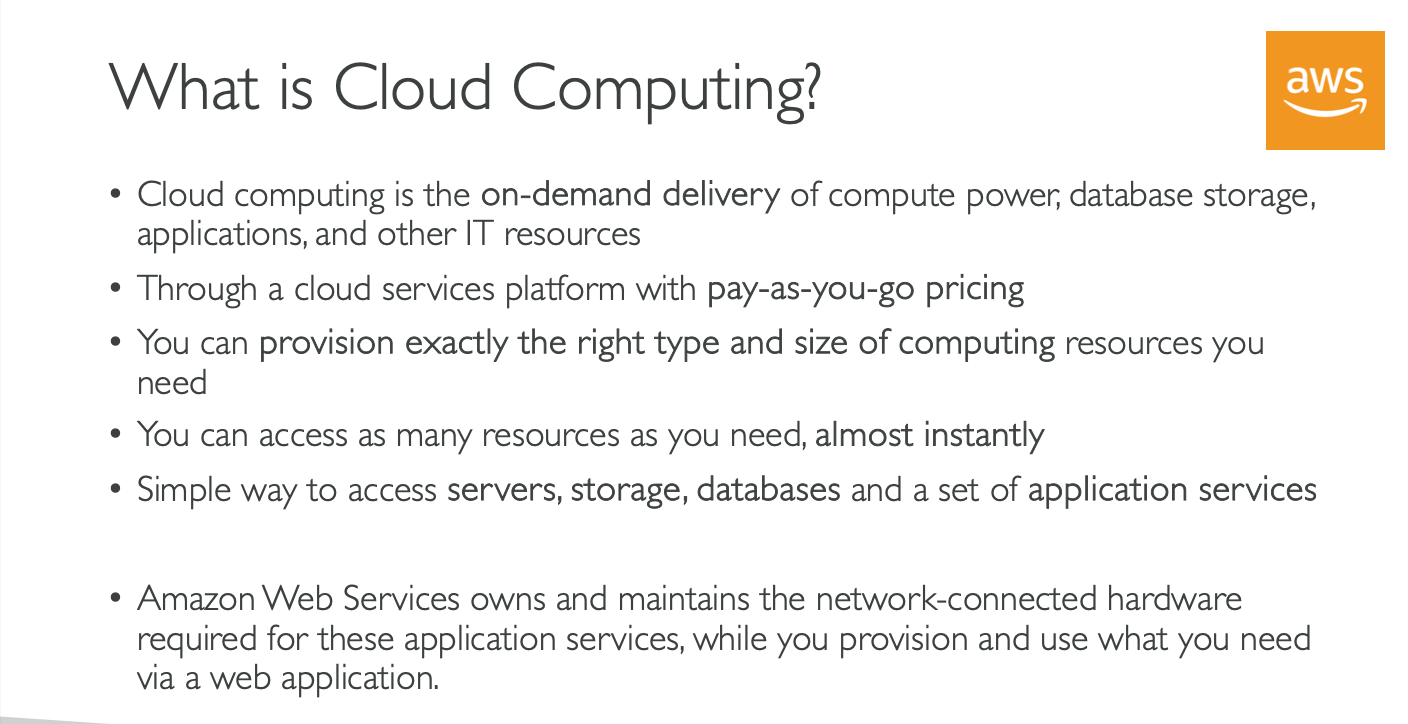 What is Cloud Computing?
aws
• Cloud computing is the on-demand delivery of compute power, database storage,
applications, and other IT resources
• Through a cloud services platform with pay-as-you-go pricing
• You can provision exactly the right type and size of computing resources you
need
• You can access as many resources as you need, almost instantly
• Simple way to access servers, storage, databases and a set of application services
• Amazon Web Services owns and maintains the network-connected hardware
required for these application services, while you provision and use what you need
via a web application.